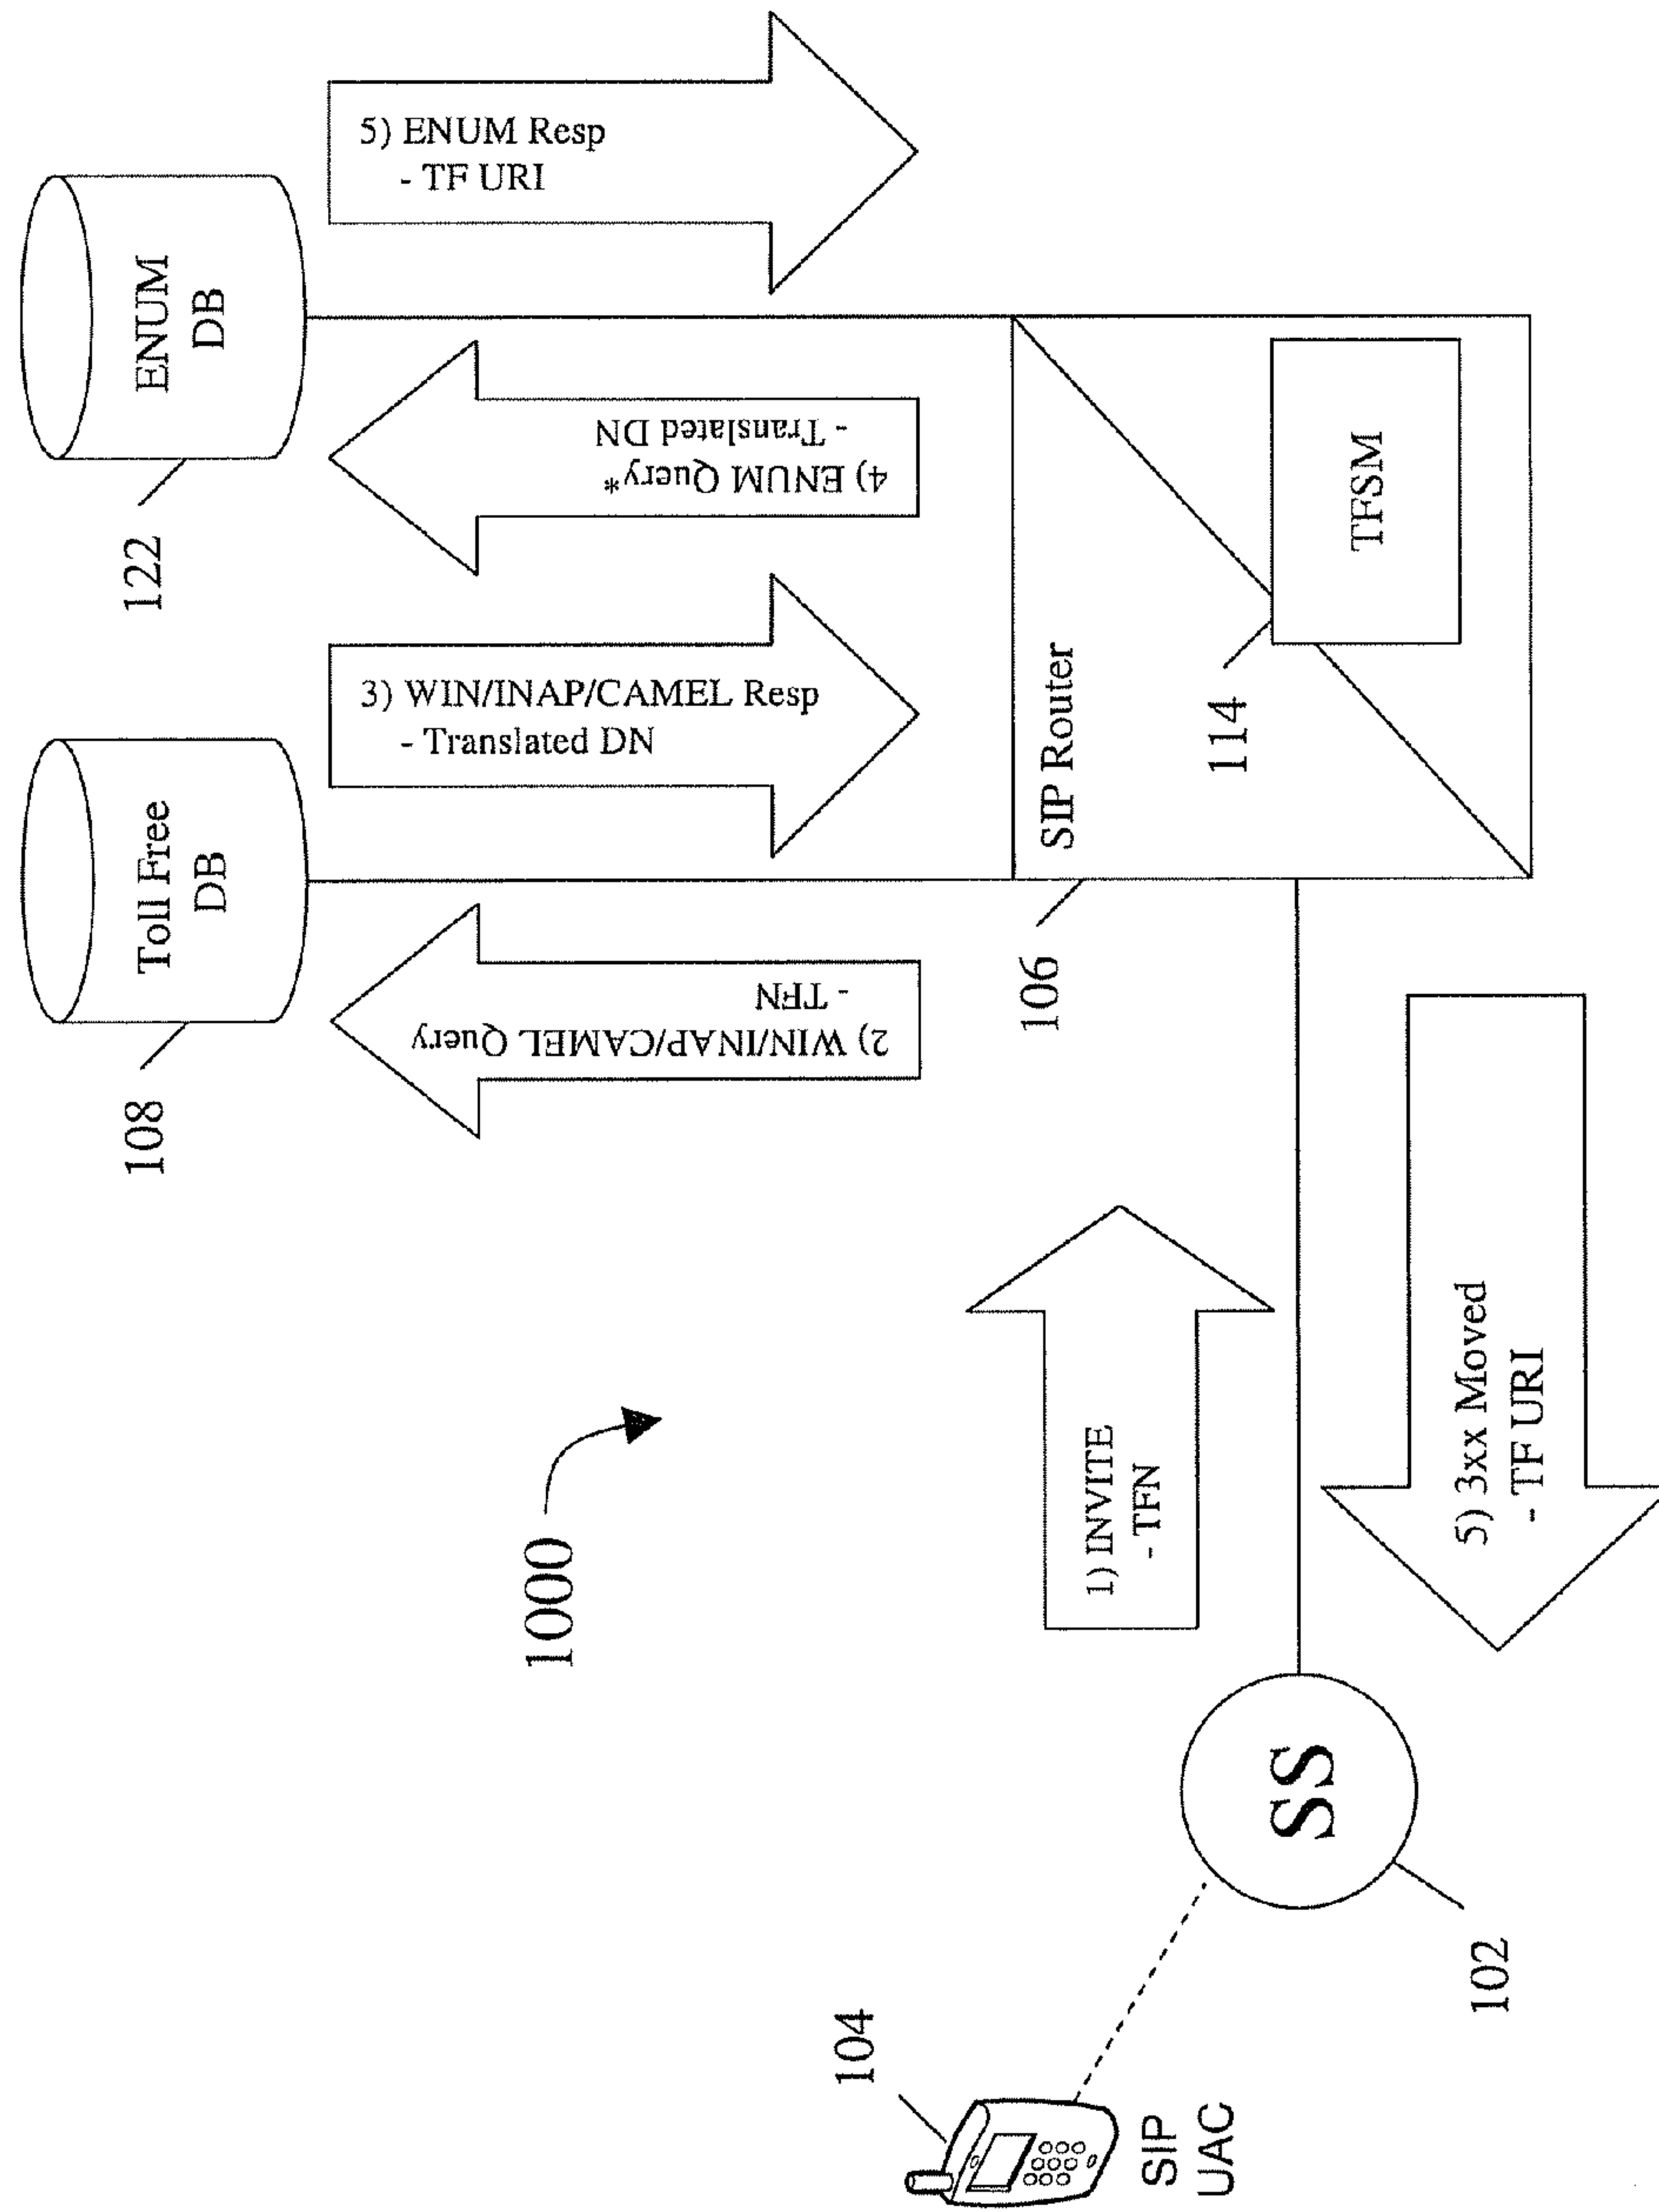 Toll Free
DB
108
ENUM
DB
122
2) WIN/INAP/CAMEL Query
- TFN
3) WIN/INAP/CAMEL Resp
- Translated DN
4) ENUM Query*
- Translated DN
5) ENUM Resp
- TF URI
1000
106
SIP Router
114
TFSM
1) INVITE
- TFN
5) 3xx Moved
- TF URI
104
SIP
UAC
SS
102